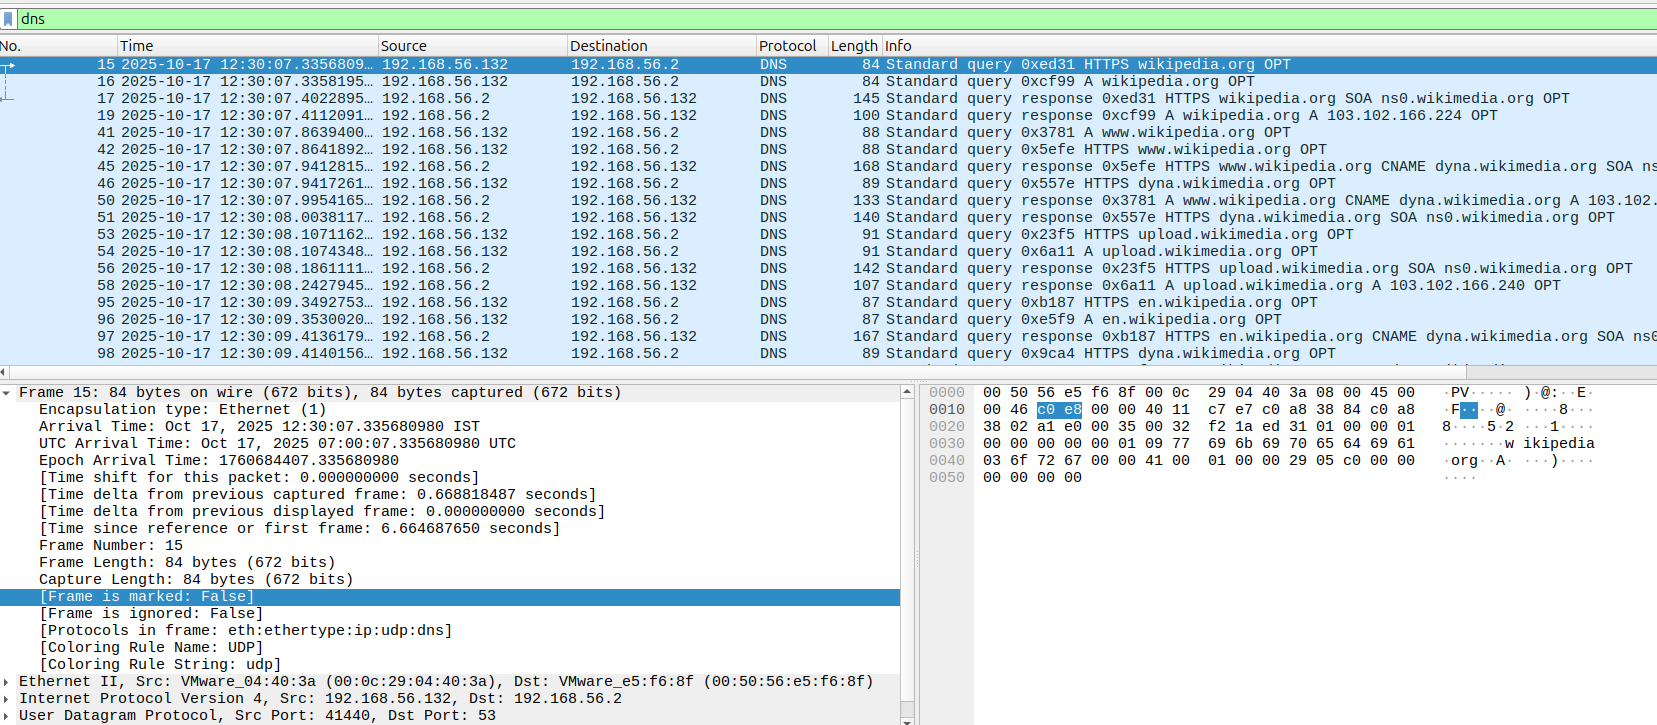 dns
No. Time Source Destination Protocol Length Info
15 2025-10-17 12:30:07.3356809… 192.168.56.132 192.168.56.2 DNS 84 Standard query 0xed31 HTTPS wikipedia.org OPT
16 2025-10-17 12:30:07.3358195… 192.168.56.132 192.168.56.2 DNS 84 Standard query 0xcf99 A wikipedia.org OPT
17 2025-10-17 12:30:07.4022895… 192.168.56.2 192.168.56.132 DNS 145 Standard query response 0xed31 HTTPS wikipedia.org SOA ns0.wikimedia.org OPT
19 2025-10-17 12:30:07.4112091… 192.168.56.2 192.168.56.132 DNS 100 Standard query response 0xcf99 A wikipedia.org A 103.102.166.224 OPT
41 2025-10-17 12:30:07.8639400… 192.168.56.132 192.168.56.2 DNS 88 Standard query 0x3781 A www.wikipedia.org OPT
42 2025-10-17 12:30:07.8641892… 192.168.56.132 192.168.56.2 DNS 88 Standard query 0x5efe HTTPS www.wikipedia.org OPT
45 2025-10-17 12:30:07.9412815… 192.168.56.2 192.168.56.132 DNS 168 Standard query response 0x5efe HTTPS www.wikipedia.org CNAME dyna.wikimedia.org SOA ns
46 2025-10-17 12:30:07.9417261… 192.168.56.132 192.168.56.2 DNS 89 Standard query 0x557e HTTPS dyna.wikimedia.org OPT
50 2025-10-17 12:30:07.9954165… 192.168.56.2 192.168.56.132 DNS 133 Standard query response 0x3781 A www.wikipedia.org CNAME dyna.wikimedia.org A 103.102.
51 2025-10-17 12:30:08.0038117… 192.168.56.2 192.168.56.132 DNS 140 Standard query response 0x557e HTTPS dyna.wikimedia.org SOA ns0.wikimedia.org OPT
53 2025-10-17 12:30:08.1071162… 192.168.56.132 192.168.56.2 DNS 91 Standard query 0x23f5 HTTPS upload.wikimedia.org OPT
54 2025-10-17 12:30:08.1074348… 192.168.56.132 192.168.56.2 DNS 91 Standard query 0x6a11 A upload.wikimedia.org OPT
56 2025-10-17 12:30:08.1861111… 192.168.56.2 192.168.56.132 DNS 142 Standard query response 0x23f5 HTTPS upload.wikimedia.org SOA ns0.wikimedia.org OPT
58 2025-10-17 12:30:08.2427945… 192.168.56.2 192.168.56.132 DNS 107 Standard query response 0x6a11 A upload.wikimedia.org A 103.102.166.240 OPT
95 2025-10-17 12:30:09.3492753… 192.168.56.132 192.168.56.2 DNS 87 Standard query 0xb187 HTTPS en.wikipedia.org OPT
96 2025-10-17 12:30:09.3530020… 192.168.56.132 192.168.56.2 DNS 87 Standard query 0xe5f9 A en.wikipedia.org OPT
97 2025-10-17 12:30:09.4136179… 192.168.56.2 192.168.56.132 DNS 167 Standard query response 0xb187 HTTPS en.wikipedia.org CNAME dyna.wikimedia.org SOA ns0
98 2025-10-17 12:30:09.4140156… 192.168.56.132 192.168.56.2 DNS 89 Standard query 0x9ca4 HTTPS dyna.wikimedia.org OPT
Frame 15: 84 bytes on wire (672 bits), 84 bytes captured (672 bits)
Encapsulation type: Ethernet (1)
Arrival Time: Oct 17, 2025 12:30:07.335680980 IST
UTC Arrival Time: Oct 17, 2025 07:00:07.335680980 UTC
Epoch Arrival Time: 1760684407.335680980
[Time shift for this packet: 0.000000000 seconds]
[Time delta from previous captured frame: 0.668818487 seconds]
[Time delta from previous displayed frame: 0.000000000 seconds]
[Time since reference or first frame: 6.664687650 seconds]
Frame Number: 15
Frame Length: 84 bytes (672 bits)
Capture Length: 84 bytes (672 bits)
[Frame is marked: False]
[Frame is ignored: False]
[Protocols in frame: eth:ethertype:ip:udp:dns]
[Coloring Rule Name: UDP]
[Coloring Rule String: udp]
Ethernet II, Src: VMware_04:40:3a (00:0c:29:04:40:3a), Dst: VMware_e5:f6:8f (00:50:56:e5:f6:8f)
Internet Protocol Version 4, Src: 192.168.56.132, Dst: 192.168.56.2
User Datagram Protocol, Src Port: 41440, Dst Port: 53
0000 00 50 56 e5 f6 8f 00 0c 29 04 40 3a 08 00 45 00 ·PV····· )·@:··E·
0010 00 46 c0 e8 00 00 40 11 c7 e7 c0 a8 38 84 c0 a8 ·F····@· ····8···
0020 38 02 a1 e0 00 35 00 32 f2 1a ed 31 01 00 00 01 8····5·2 ···1····
0030 00 00 00 00 00 01 09 77 69 6b 69 70 65 64 69 61 ·······w ikipedia
0040 03 6f 72 67 00 00 41 00 01 00 00 29 05 c0 00 00 ·org··A· ···)····
0050 00 00 00 00 ····